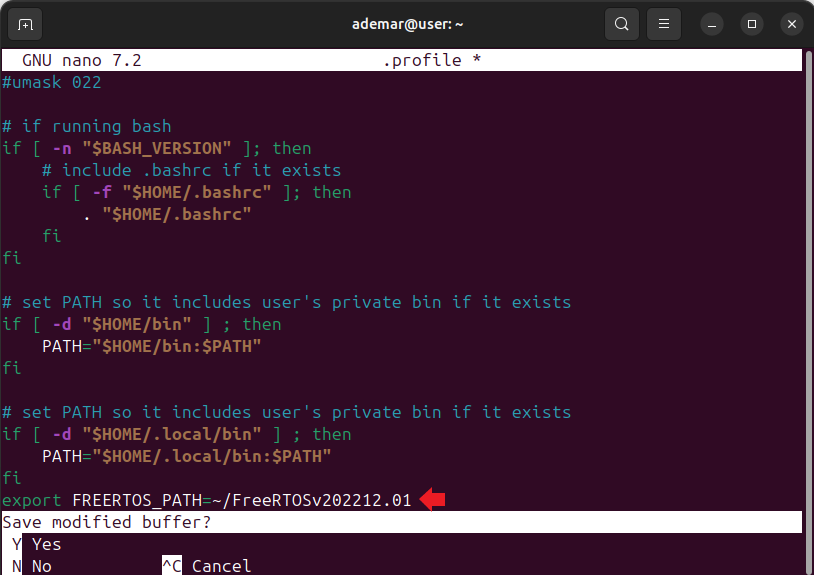 ademar@user: ~
GNU nano 7.2 .profile *
#umask 022
# if running bash
if [ -n "$BASH_VERSION" ]; then
    # include .bashrc if it exists
    if [ -f "$HOME/.bashrc" ]; then
        . "$HOME/.bashrc"
    fi
fi
# set PATH so it includes user's private bin if it exists
if [ -d "$HOME/bin" ] ; then
    PATH="$HOME/bin:$PATH"
fi
# set PATH so it includes user's private bin if it exists
if [ -d "$HOME/.local/bin" ] ; then
    PATH="$HOME/.local/bin:$PATH"
fi
export FREERTOS_PATH=~/FreeRTOSv202212.01
Save modified buffer?
Y Yes
N No ^C Cancel